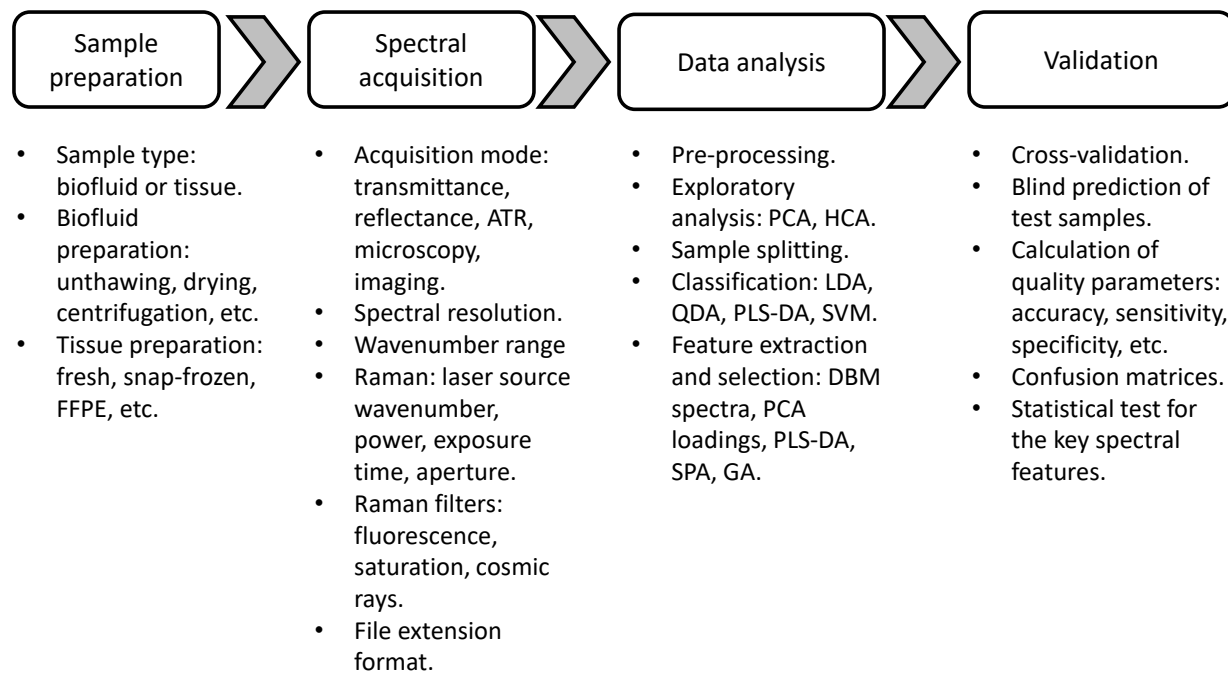 Sample
preparation
Spectral
acquisition
Data analysis
Validation
• Sample type:
biofluid or tissue.
• Biofluid
preparation:
unthawing, drying,
centrifugation, etc.
• Tissue preparation:
fresh, snap-frozen,
FFPE, etc.
• Acquisition mode:
transmittance,
reflectance, ATR,
microscopy,
imaging.
• Spectral resolution.
• Wavenumber range
• Raman: laser source
wavenumber,
power, exposure
time, aperture.
• Raman filters:
fluorescence,
saturation, cosmic
rays.
• File extension
format.
• Pre-processing.
• Exploratory
analysis: PCA, HCA.
• Sample splitting.
• Classification: LDA,
QDA, PLS-DA, SVM.
• Feature extraction
and selection: DBM
spectra, PCA
loadings, PLS-DA,
SPA, GA.
• Cross-validation.
• Blind prediction of
test samples.
• Calculation of
quality parameters:
accuracy, sensitivity,
specificity, etc.
• Confusion matrices.
• Statistical test for
the key spectral
features.